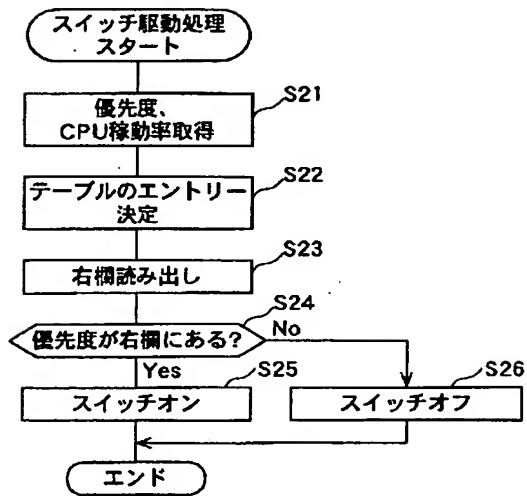 スイッチ駆動処理
スタート
S21
優先度、
CPU稼動率取得
S22
テーブルのエントリー
決定
S23
右欄読み出し
S24
優先度が右欄にある?
No
Yes
S25
スイッチオン
S26
スイッチオフ
エンド